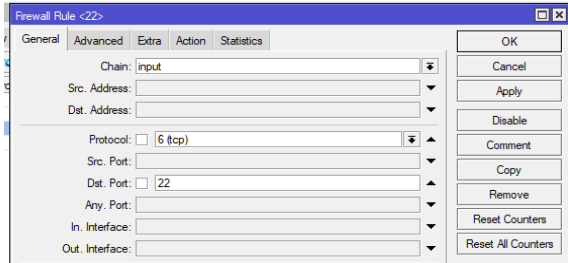 Firewall Rule <22>
General Advanced Extra Action Statistics
Chain: input
Src. Address:
Dst. Address:
Protocol: 6 (tcp)
Src. Port:
Dst. Port: 22
Any. Port:
In. Interface:
Out. Interface:
OK
Cancel
Apply
Disable
Comment
Copy
Remove
Reset Counters
Reset All Counters